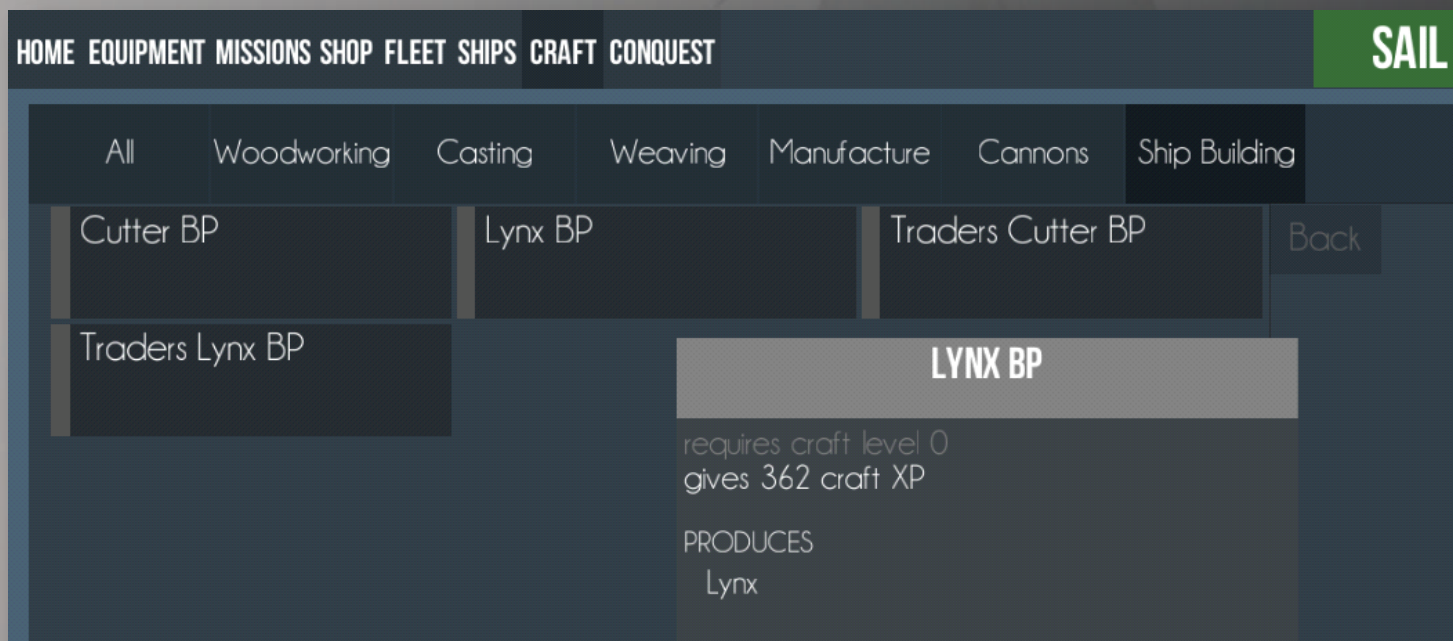 HOME EQUIPMENT MISSIONS SHOP FLEET SHIPS CRAFT CONQUEST SAIL
All Woodworking Casting Weaving Manufacture Cannons Ship Building
Cutter BP Lynx BP Traders Cutter BP Back
Traders Lynx BP
LYNX BP
requires craft level 0
gives 362 craft XP
PRODUCES
Lynx